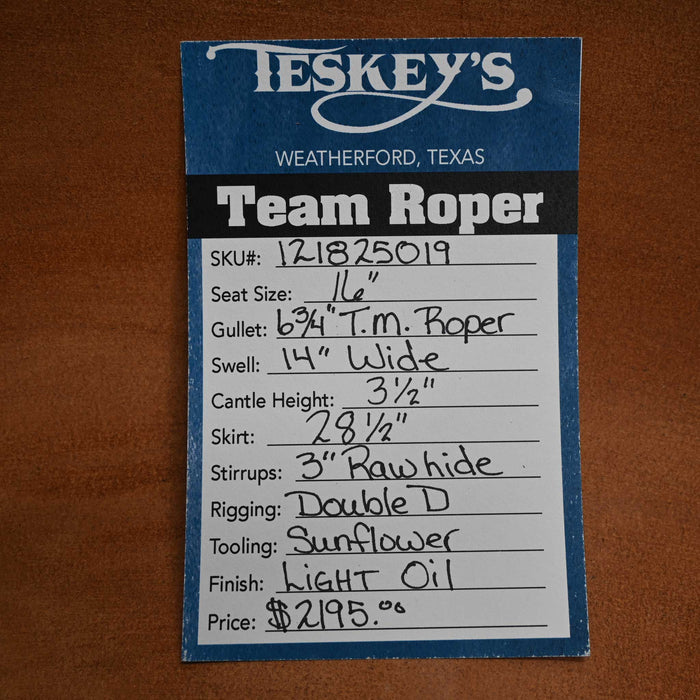 TESKEY'S
WEATHERFORD, TEXAS
Team Roper
SKU#: 121825019
Seat Size: 16"
Gullet: 6 3/4" T.M. Roper
Swell: 14" Wide
Cantle Height: 3 1/2"
Skirt: 28 1/2"
Stirrups: 3" Rawhide
Rigging: Double D
Tooling: Sunflower
Finish: LIGHT Oil
Price: $2195.00